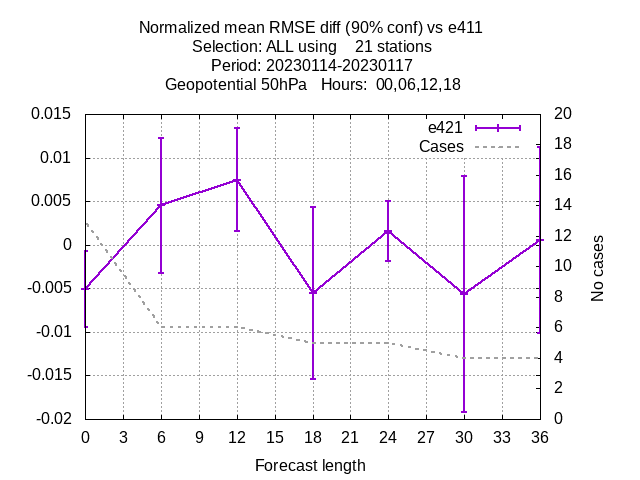 Normalized mean RMSE diff (90% conf) vs e411
Selection: ALL using    21 stations
Period: 20230114-20230117
Geopotential 50hPa   Hours:  00,06,12,18
0.015
0.01
0.005
0
-0.005
-0.01
-0.015
-0.02
20
18
16
14
12
10
8
6
4
2
0
e421
Cases
No cases
0 3 6 9 12 15 18 21 24 27 30 33 36
Forecast length